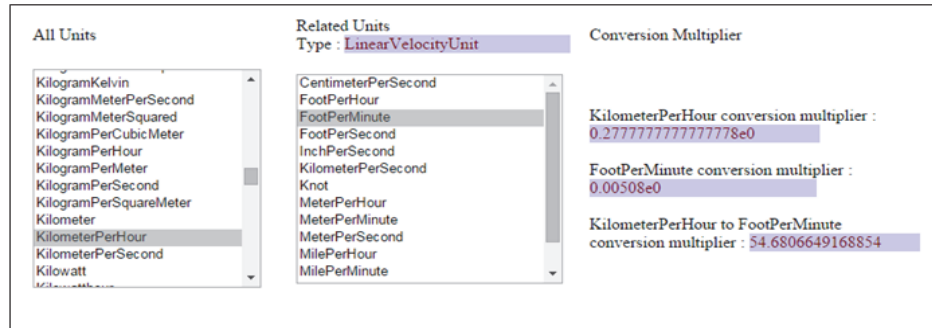 All Units
KilogramKelvin
KilogramMeterPerSecond
KilogramMeterSquared
KilogramPerCubicMeter
KilogramPerHour
KilogramPerMeter
KilogramPerSecond
KilogramPerSquareMeter
Kilometer
KilometerPerHour
KilometerPerSecond
Kilowatt
Related Units
Type : LinearVelocityUnit
CentimeterPerSecond
FootPerHour
FootPerMinute
FootPerSecond
InchPerSecond
KilometerPerSecond
Knot
MeterPerHour
MeterPerMinute
MeterPerSecond
MilePerHour
MilePerMinute
Conversion Multiplier
KilometerPerHour conversion multiplier :
0.277777777777778e0
FootPerMinute conversion multiplier :
0.00508e0
KilometerPerHour to FootPerMinute
conversion multiplier : 54.6806649168854